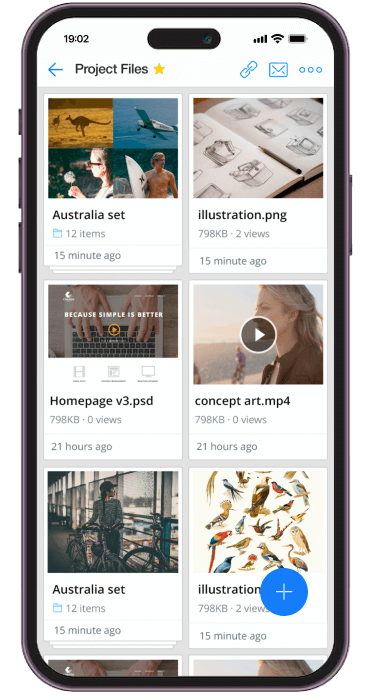 19:02
Project Files
Australia set
12 items
15 minute ago
illustration.png
798KB · 2 views
15 minute ago
BECAUSE SIMPLE IS BETTER
Homepage v3.psd
798KB · 0 views
21 hours ago
concept art.mp4
798KB · 0 views
21 hours ago
Australia set
12 items
15 minute ago
illustration
798KB · 2 views
15 minute ago